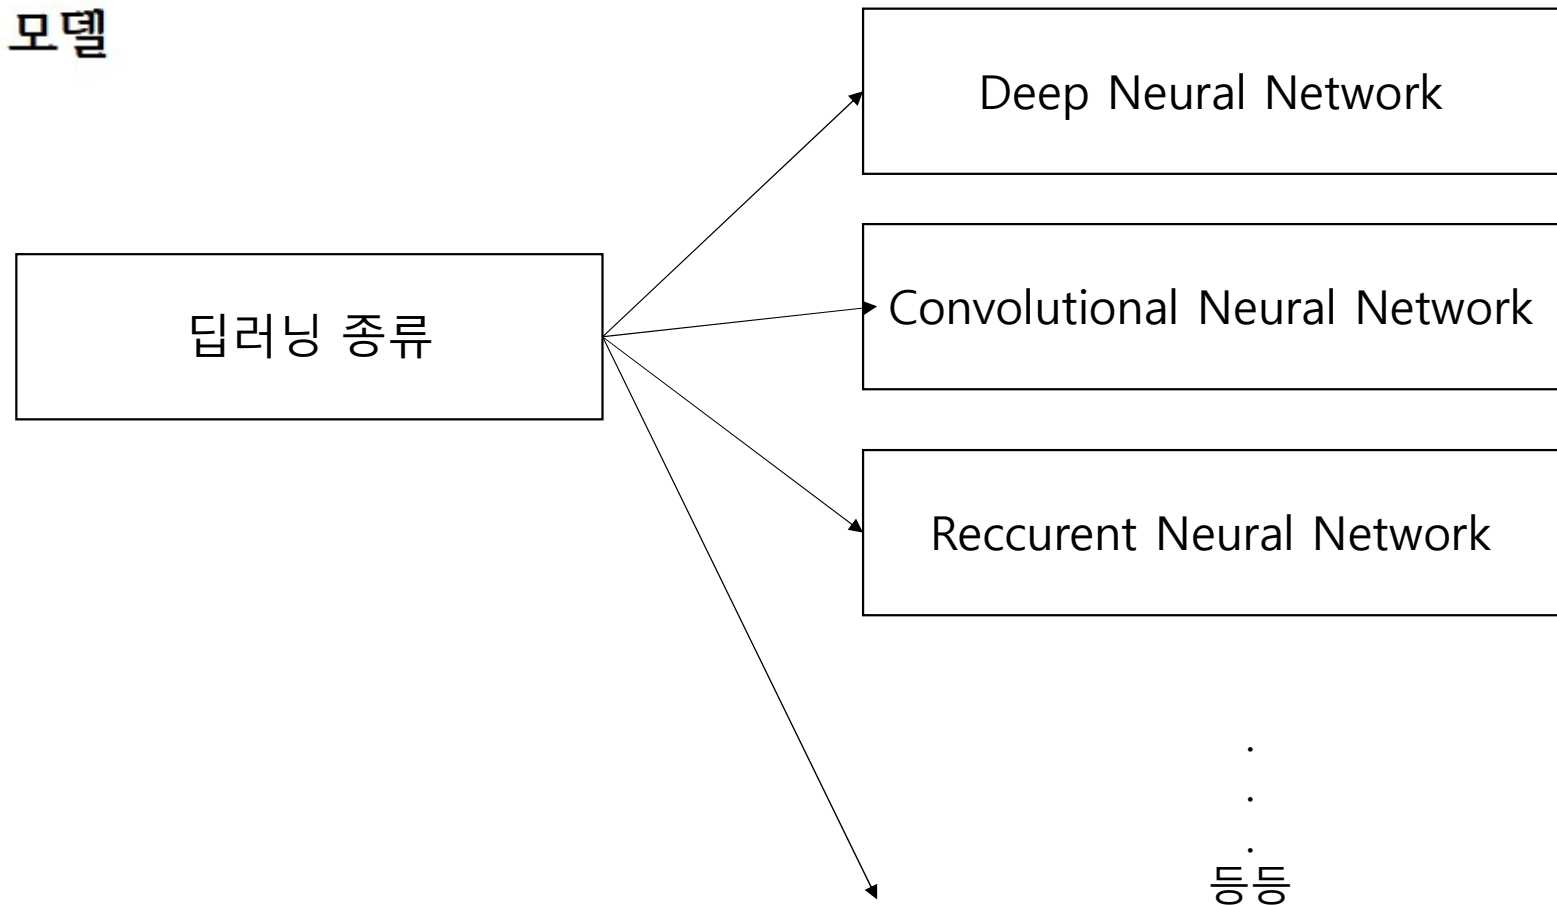 모델
Deep Neural Network
Convolutional Neural Network
딥러닝 종류
Reccurent Neural Network
.
.
.
등등